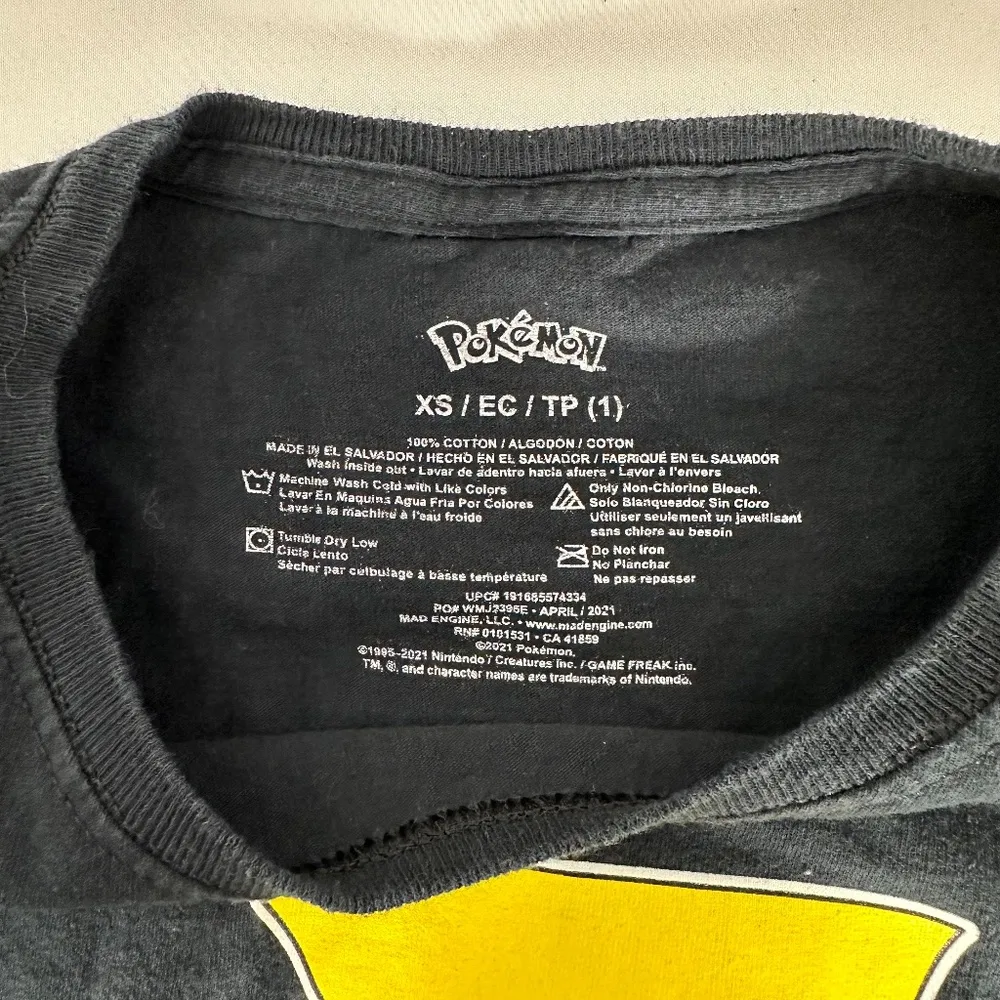 POKÉMON
XS / EC / TP (1)
100% COTTON / ALGODON / COTON
MADE IN EL SALVADOR / HECHO EN EL SALVADOR / FABRIQUÉ EN EL SALVADOR
Wash inside out • Lavar de adentro hacia afuera • Laver à l'envers
Machine Wash Cold with Like Colors
Lavar En Maquina Agua Fria Por Colores
Laver à la machine à l'eau froide
Only Non-Chlorine Bleach.
Solo Blanqueador Sin Cloro
Utiliser seulement un javellisant
sans chlore au besoin
Tumble Dry Low
Ciclo Lento
Sécher par culbutage à basse température
Do Not Iron
No Planchar
Ne pas repasser
UPC# 191685574334
PO# WMJ2395E • APRIL / 2021
MAD ENGINE, LLC. • www.madengine.com
RN# 0101531 • CA 41859
©2021 Pokémon.
©1995-2021 Nintendo / Creatures Inc. / GAME FREAK inc.
TM, ®, and character names are trademarks of Nintendo.